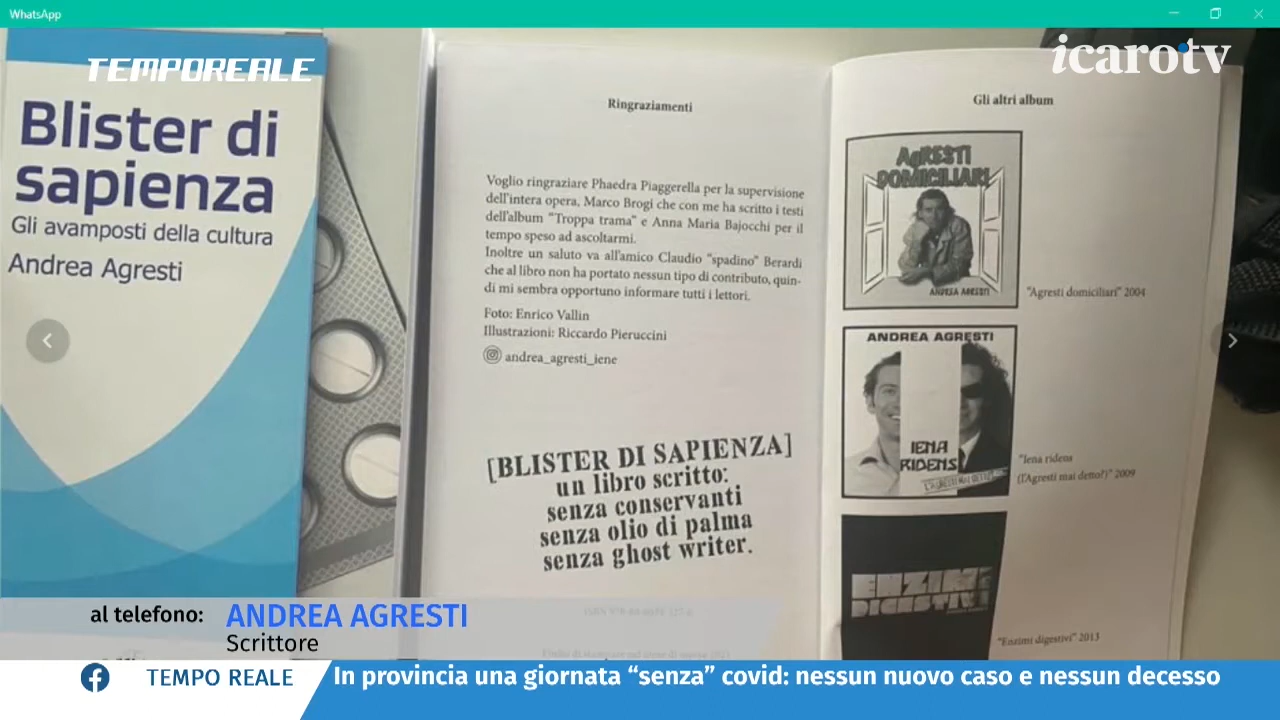 WhatsApp
TEMPOREALE
icarotv
Blister di
sapienza
Gli avamposti della cultura
Andrea Agresti
Ringraziamenti
Voglio ringraziare Phaedra Piaggerella per la supervisione
dell'intera opera, Marco Brogi che con me ha scritto i testi
dell'album "Troppa trama" e Anna Maria Bajocchi per il
tempo speso ad ascoltarmi.
Inoltre un saluto va all'amico Claudio "spadino" Berardi
che al libro non ha portato nessun tipo di contributo, quin-
di mi sembra opportuno informare tutti i lettori.
Foto: Enrico Vallin
Illustrazioni: Riccardo Pieruccini
andrea_agresti_iene
[BLISTER DI SAPIENZA]
un libro scritto:
senza conservanti
senza olio di palma
senza ghost writer.
Gli altri album
AgRESTI
DOMICILIARI
ANDREA AGRESTI
"Agresti domiciliari" 2004
ANDREA AGRESTI
IENA
RIDENS
"Iena ridens
(l'Agresti mai detto!)" 2009
ENZIMI
DIGESTIVI
"Enzimi digestivi" 2013
al telefono: ANDREA AGRESTI
Scrittore
TEMPO REALE
In provincia una giornata “senza” covid: nessun nuovo caso e nessun decesso